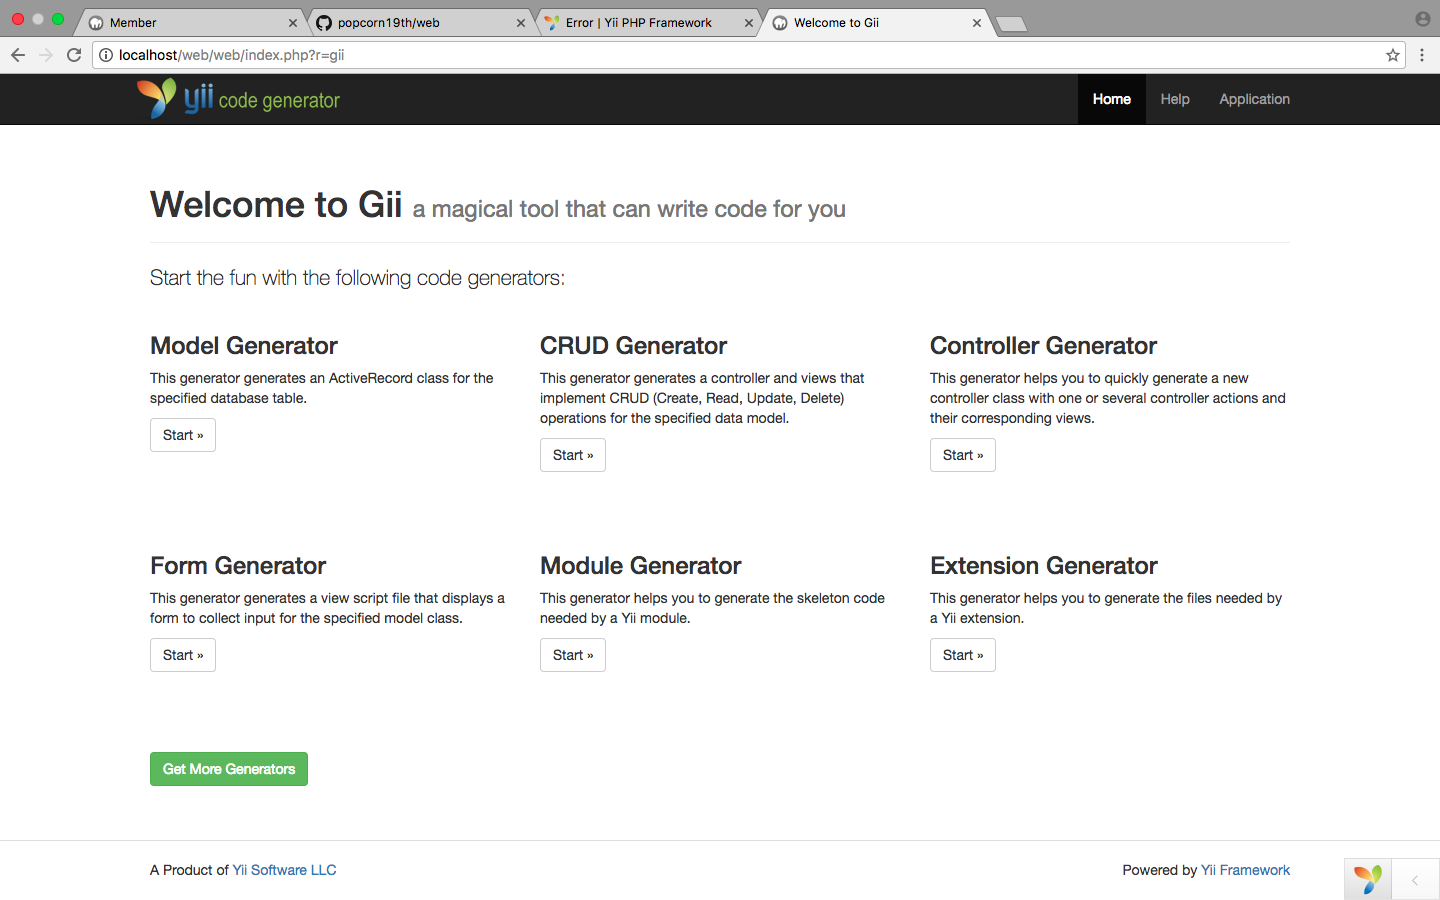 Member
popcorn19th/web
Error | Yii PHP Framework
Welcome to Gii
localhost/web/web/index.php?r=gii
yii code generator
Home
Help
Application
Welcome to Gii a magical tool that can write code for you
Start the fun with the following code generators:
Model Generator
This generator generates an ActiveRecord class for the
specified database table.
Start »
CRUD Generator
This generator generates a controller and views that
implement CRUD (Create, Read, Update, Delete)
operations for the specified data model.
Start »
Controller Generator
This generator helps you to quickly generate a new
controller class with one or several controller actions and
their corresponding views.
Start »
Form Generator
This generator generates a view script file that displays a
form to collect input for the specified model class.
Start »
Module Generator
This generator helps you to generate the skeleton code
needed by a Yii module.
Start »
Extension Generator
This generator helps you to generate the files needed by
a Yii extension.
Start »
Get More Generators
A Product of Yii Software LLC
Powered by Yii Framework